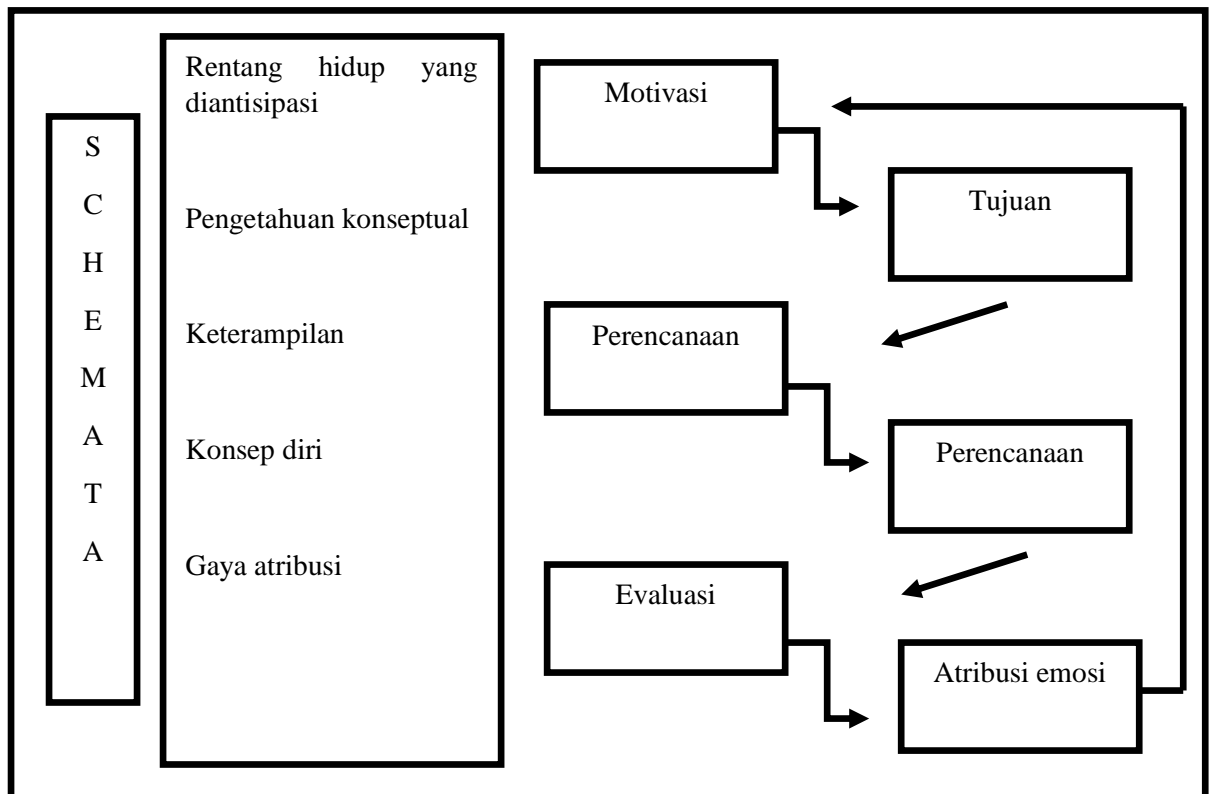 S
C
H
E
M
A
T
A
Rentang hidup yang
diantisipasi
Pengetahuan konseptual
Keterampilan
Konsep diri
Gaya atribusi
Motivasi
Tujuan
Perencanaan
Perencanaan
Evaluasi
Atribusi emosi